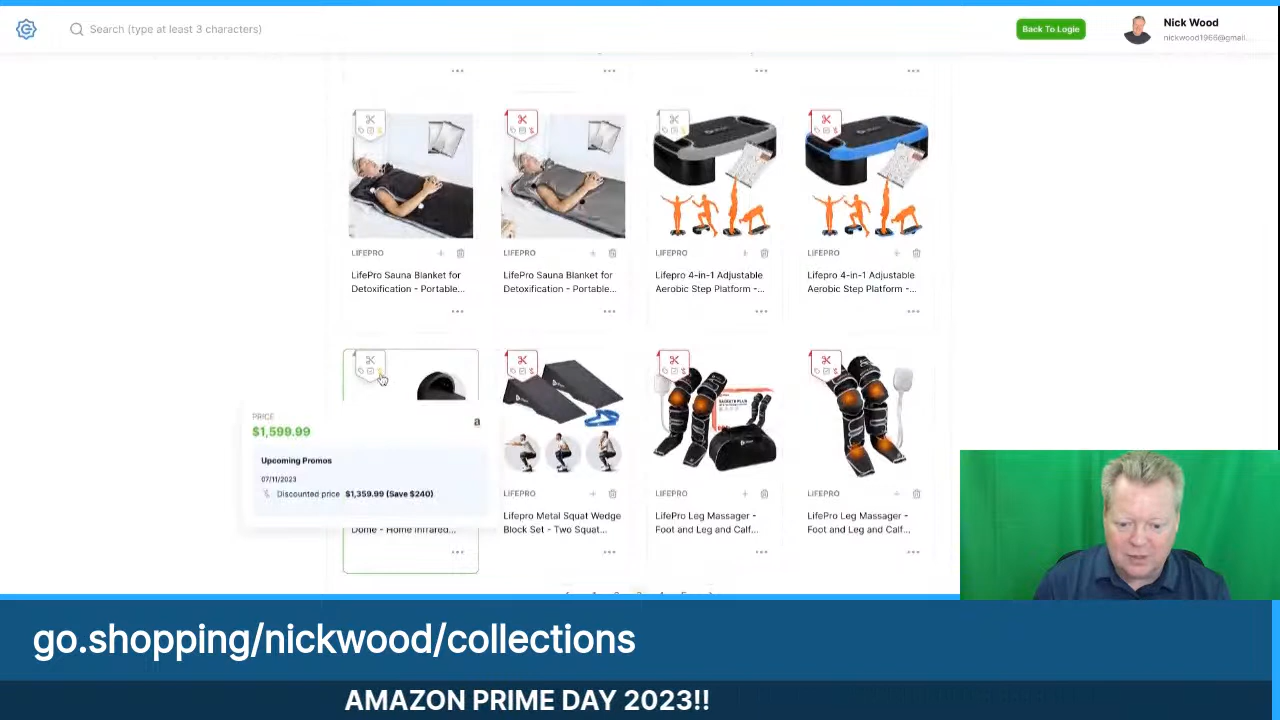 Search (type at least 3 characters)
Back To Logie
Nick Wood
nickwood1966@gmail...
LIFEPRO
LifePro Sauna Blanket for
Detoxification - Portable...
LIFEPRO
LifePro Sauna Blanket for
Detoxification - Portable...
LIFEPRO
Lifepro 4-in-1 Adjustable
Aerobic Step Platform -...
LIFEPRO
Lifepro 4-in-1 Adjustable
Aerobic Step Platform -...
PRICE
$1,599.99
a
Upcoming Promos
07/11/2023
Discounted price $1,359.99 (Save $240)
Dome - Home Infrared...
LIFEPRO
Lifepro Metal Squat Wedge
Block Set - Two Squat...
LIFEPRO
LifePro Leg Massager -
Foot and Leg and Calf...
LIFEPRO
LifePro Leg Massager -
Foot and Leg and Calf...
go.shopping/nickwood/collections
AMAZON PRIME DAY 2023!!